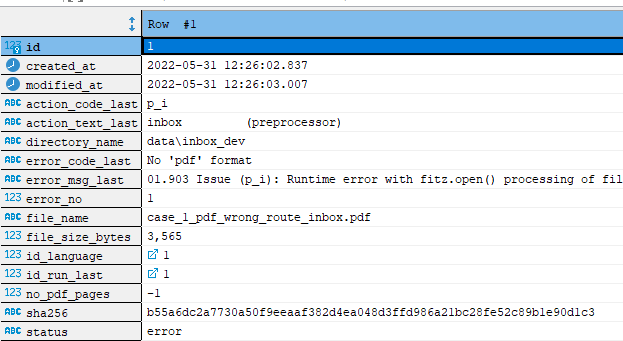 Row #1
123 id 1
created_at 2022-05-31 12:26:02.837
modified_at 2022-05-31 12:26:03.007
ABC action_code_last p_i
ABC action_text_last inbox (preprocessor)
ABC directory_name data\inbox_dev
ABC error_code_last No 'pdf' format
ABC error_msg_last 01.903 Issue (p_i): Runtime error with fitz.open() processing of fil
123 error_no 1
ABC file_name case_1_pdf_wrong_route_inbox.pdf
123 file_size_bytes 3,565
123 id_language 1
123 id_run_last 1
123 no_pdf_pages -1
ABC sha256 b55a6dc2a7730a50f9eeaaf382d4ea048d3ffd986a21bc28fe52c89b1e90d1c3
ABC status error